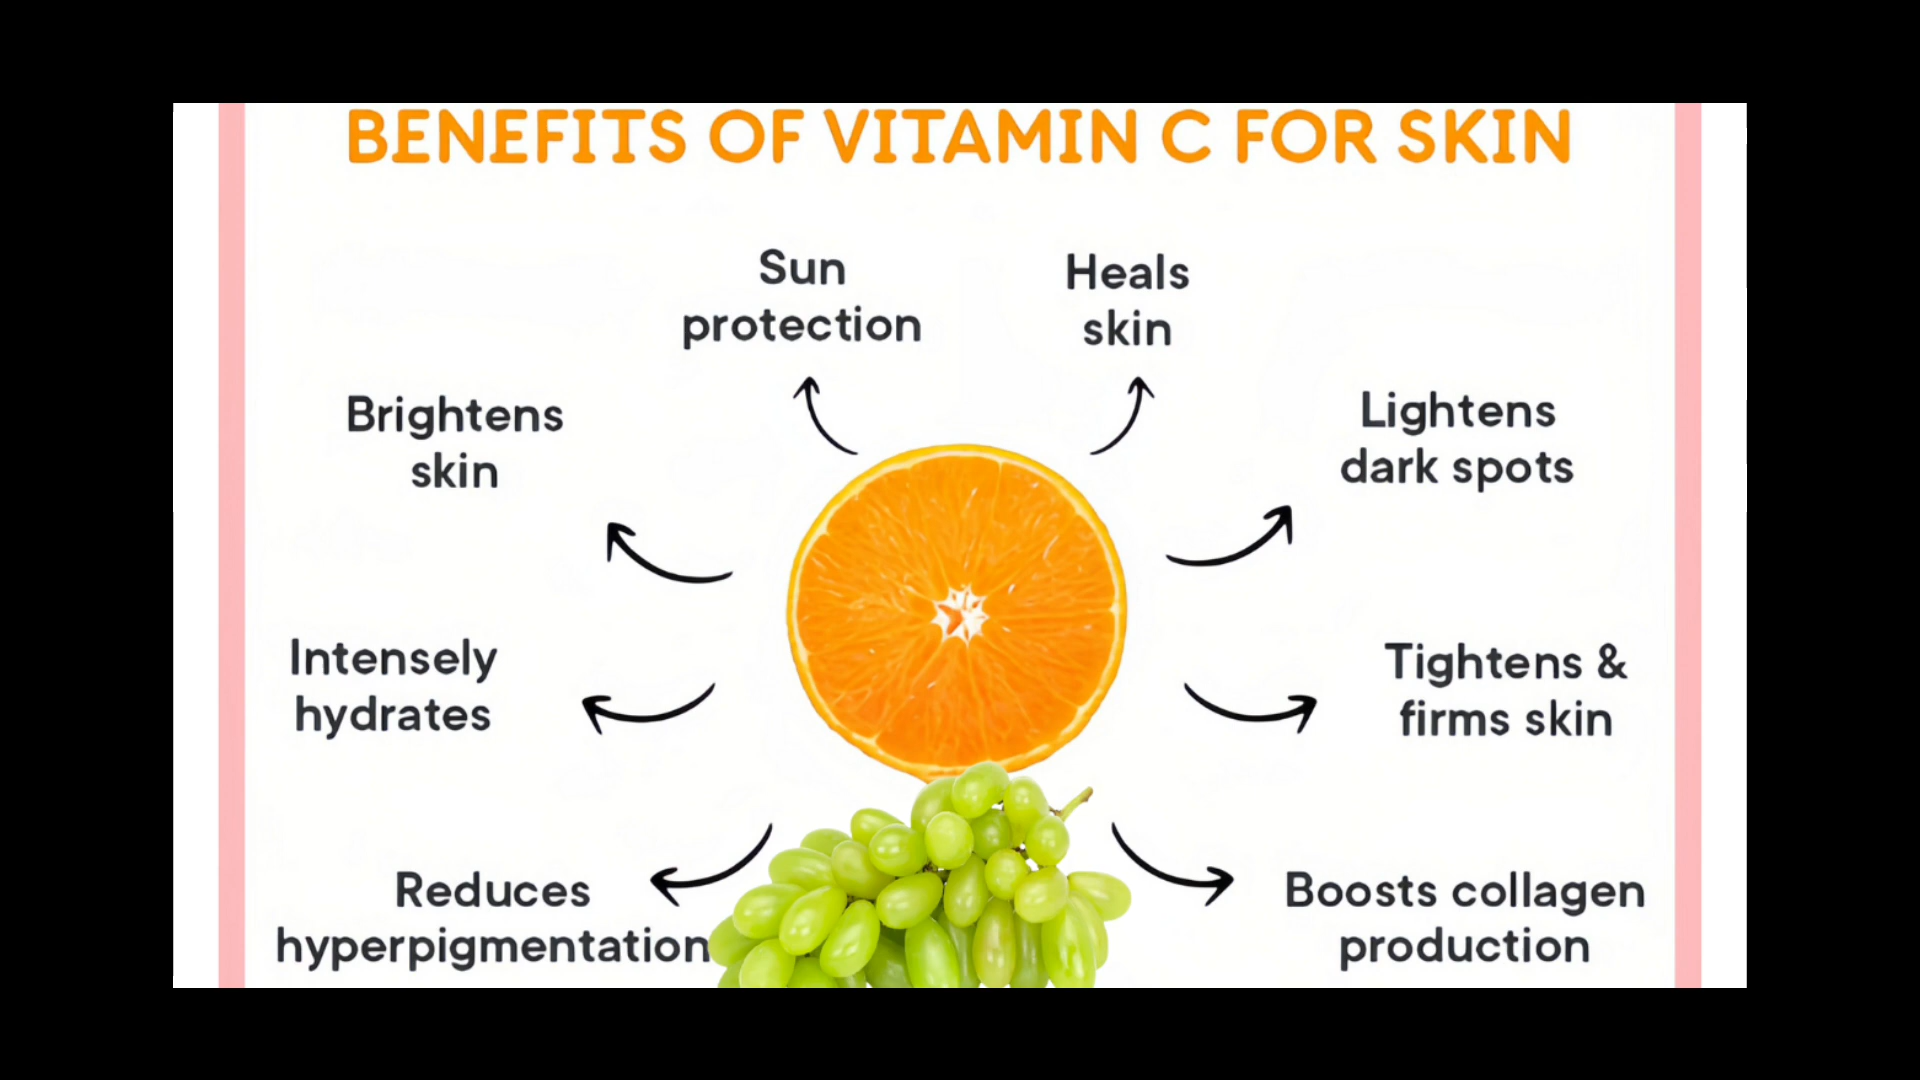 BENEFITS OF VITAMIN C FOR SKIN
Sun
protection
Heals
skin
Brightens
skin
Lightens
dark spots
Intensely
hydrates
Tightens &
firms skin
Reduces
hyperpigmentation
Boosts collagen
production